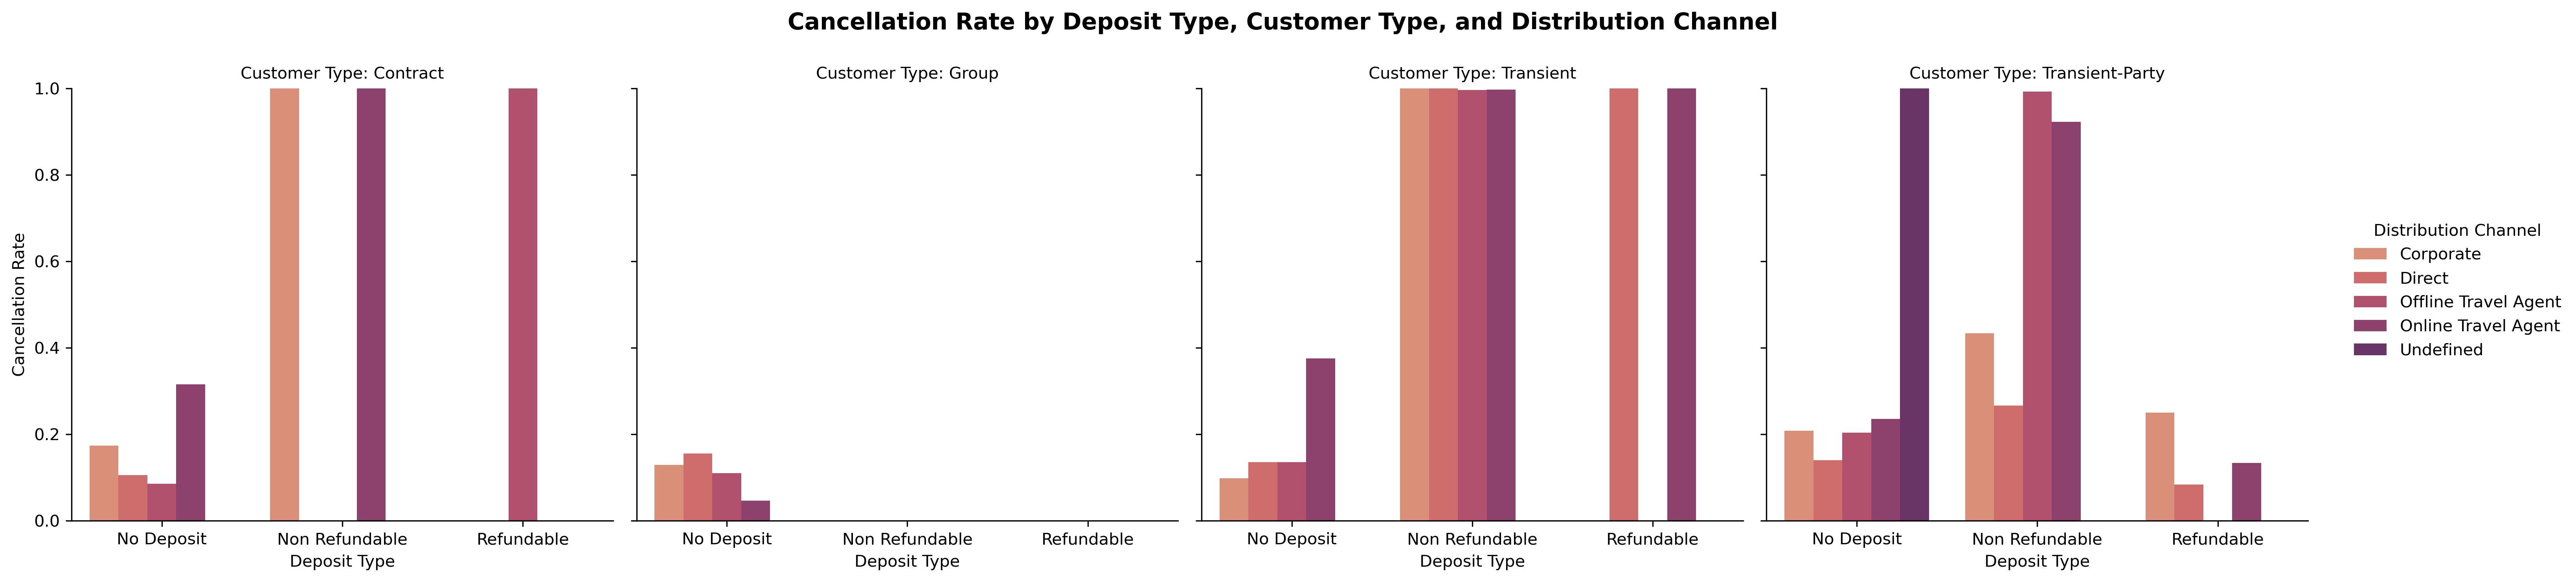 Cancellation Rate by Deposit Type, Customer Type, and Distribution Channel
Customer Type: Contract
Customer Type: Group
Customer Type: Transient
Customer Type: Transient-Party
1.0
0.8
0.6
0.4
0.2
0.0
Cancellation Rate
No Deposit
Non Refundable
Refundable
Deposit Type
No Deposit
Non Refundable
Refundable
Deposit Type
No Deposit
Non Refundable
Refundable
Deposit Type
No Deposit
Non Refundable
Refundable
Deposit Type
Distribution Channel
Corporate
Direct
Offline Travel Agent
Online Travel Agent
Undefined